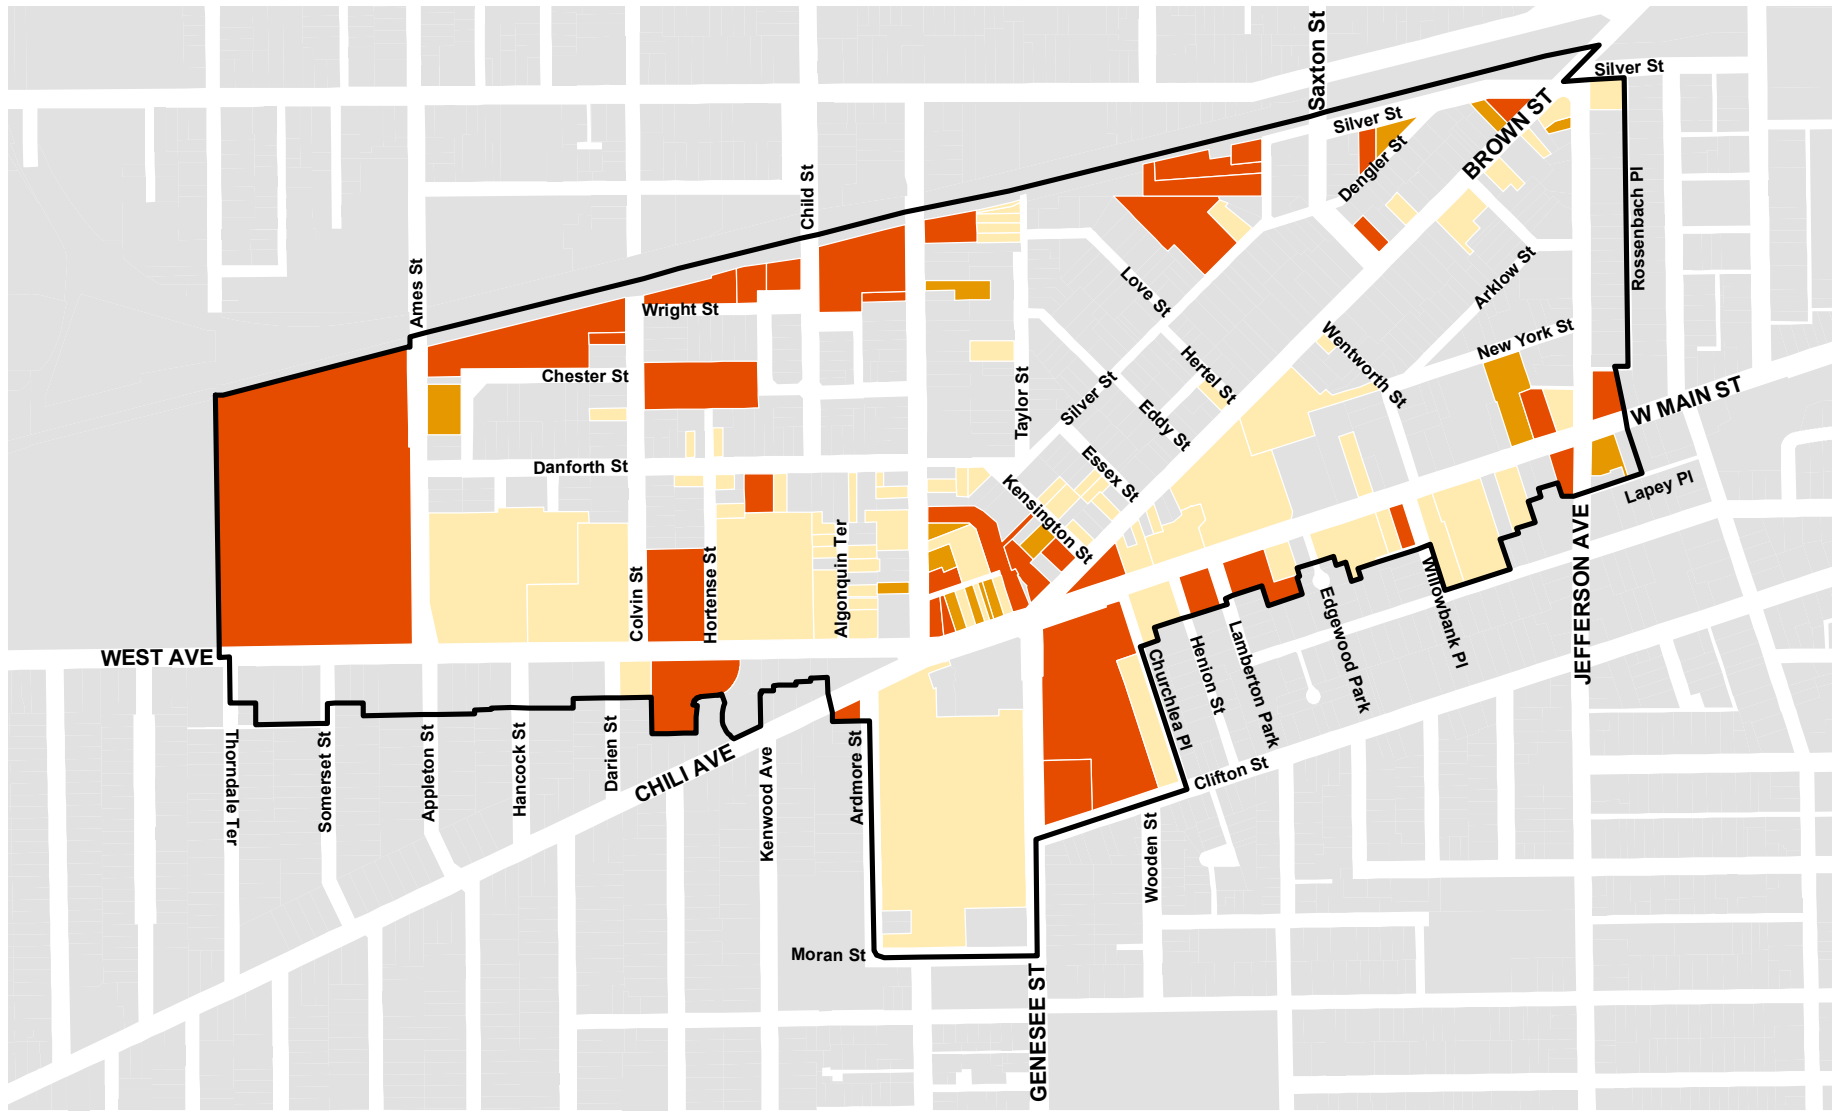 Saxton St
Silver St
Silver St
BROWN ST
Dengler St
Child St
Rossenbach Pl
Ames St
Love St
Arklow St
Wright St
Wentworth St
New York St
Hertel St
Chester St
Taylor St
Silver St
Eddy St
W MAIN ST
Danforth St
Essex St
Kensington St
Lapey Pl
Algonquin Ter
JEFFERSON AVE
Colvin St
Hortense St
Willowbank Pl
Edgewood Park
WEST AVE
Churchlea Pl
Henion St
Lamberton Park
Thorndale Ter
Somerset St
Appleton St
Hancock St
Darien St
CHILI AVE
Kenwood Ave
Ardmore St
Clifton St
Wooden St
Moran St
GENESEE ST